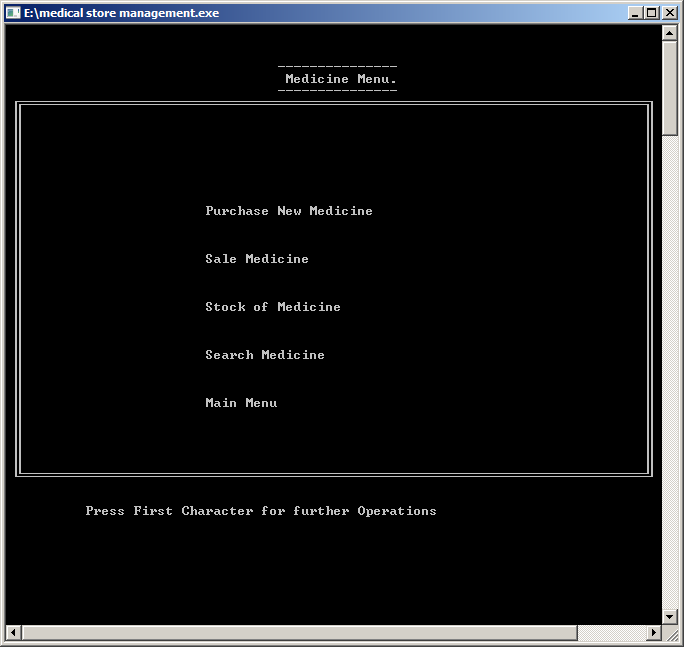 E:\medical store management.exe
Medicine Menu.
Purchase New Medicine
Sale Medicine
Stock of Medicine
Search Medicine
Main Menu
Press First Character for further Operations